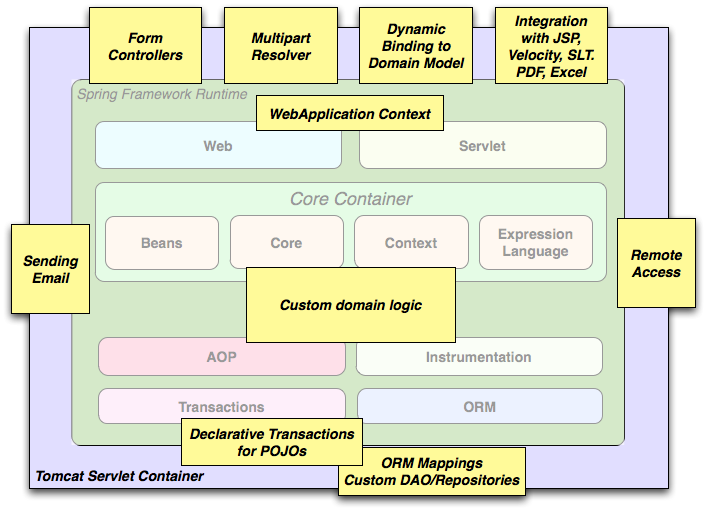 Form
Controllers
Multipart
Resolver
Dynamic
Binding to
Domain Model
Integration
with JSP,
Velocity, SLT.
PDF, Excel
Spring Framework Runtime
WebApplication Context
Web
Servlet
Core Container
Beans
Core
Context
Expression
Language
Sending
Email
Remote
Access
Custom domain logic
AOP
Instrumentation
Transactions
ORM
Declarative Transactions
for POJOs
ORM Mappings
Custom DAO/Repositories
Tomcat Servlet Container